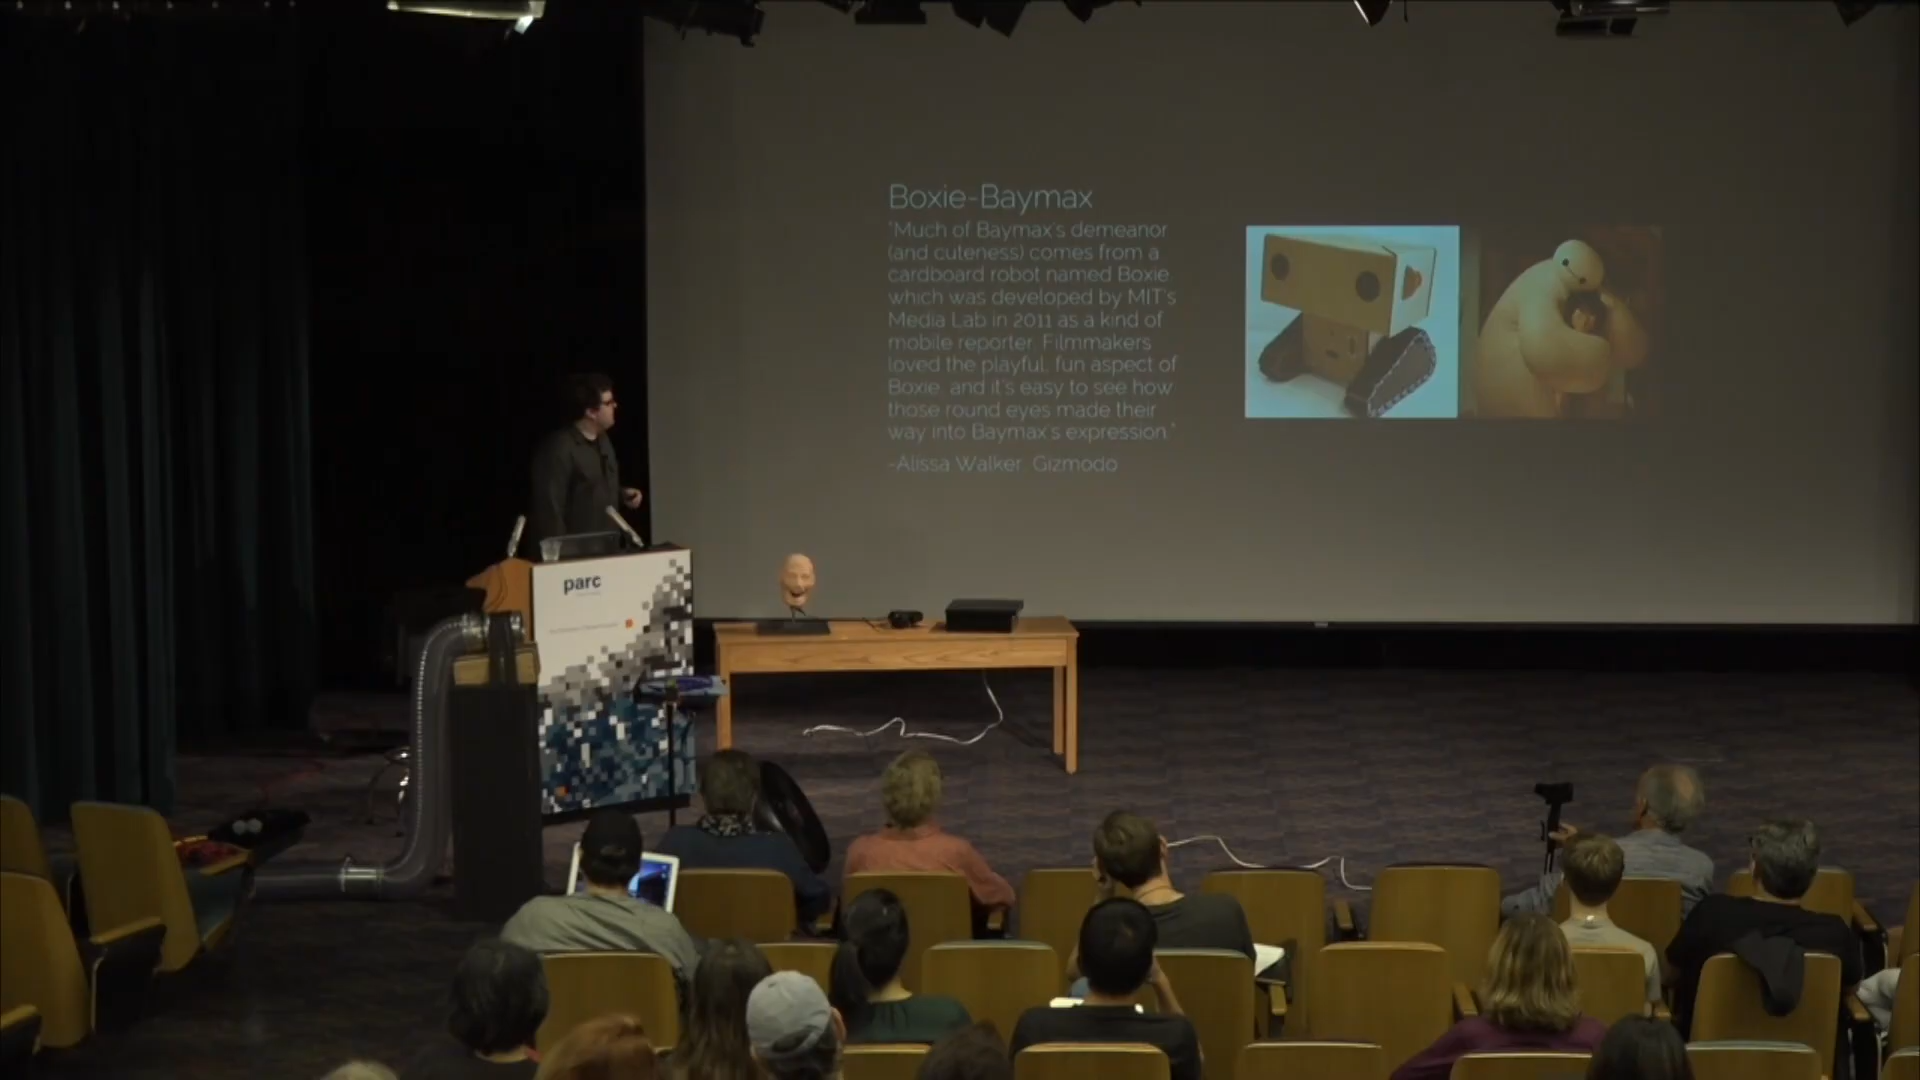 Boxie-Baymax
"Much of Baymax's demeanor
(and cuteness) comes from a
cardboard robot named Boxie,
which was developed by MIT's
Media Lab in 2011 as a kind of
mobile reporter. Filmmakers
loved the playful, fun aspect of
Boxie, and it's easy to see how
those round eyes made their
way into Baymax's expression."
-Alissa Walker, Gizmodo
parc